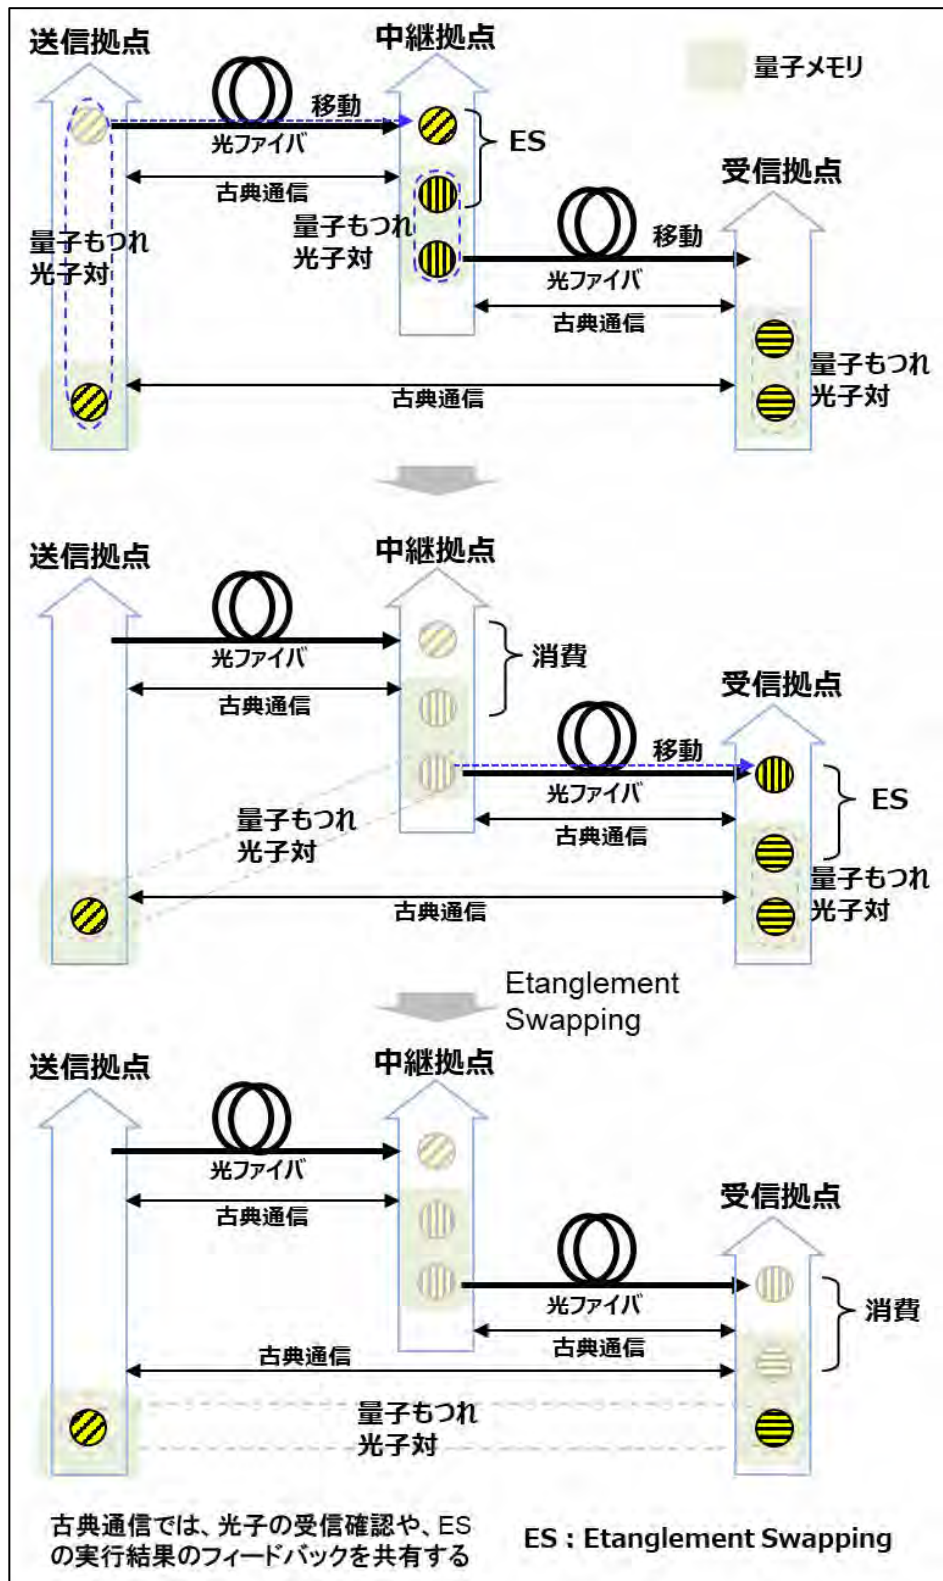 送信拠点
中継拠点
量子メモリ
移動
光ファイバ
ES
古典通信
受信拠点
量子もつれ
光子対
量子もつれ
光子対
移動
光ファイバ
古典通信
量子もつれ
光子対
古典通信
送信拠点
中継拠点
光ファイバ
消費
古典通信
受信拠点
移動
光ファイバ
ES
量子もつれ
光子対
古典通信
量子もつれ
光子対
古典通信
Etanglement
Swapping
送信拠点
中継拠点
光ファイバ
古典通信
受信拠点
光ファイバ
消費
古典通信
古典通信
量子もつれ
光子対
古典通信では、光子の受信確認や、ES
の実行結果のフィードバックを共有する
ES : Etanglement Swapping